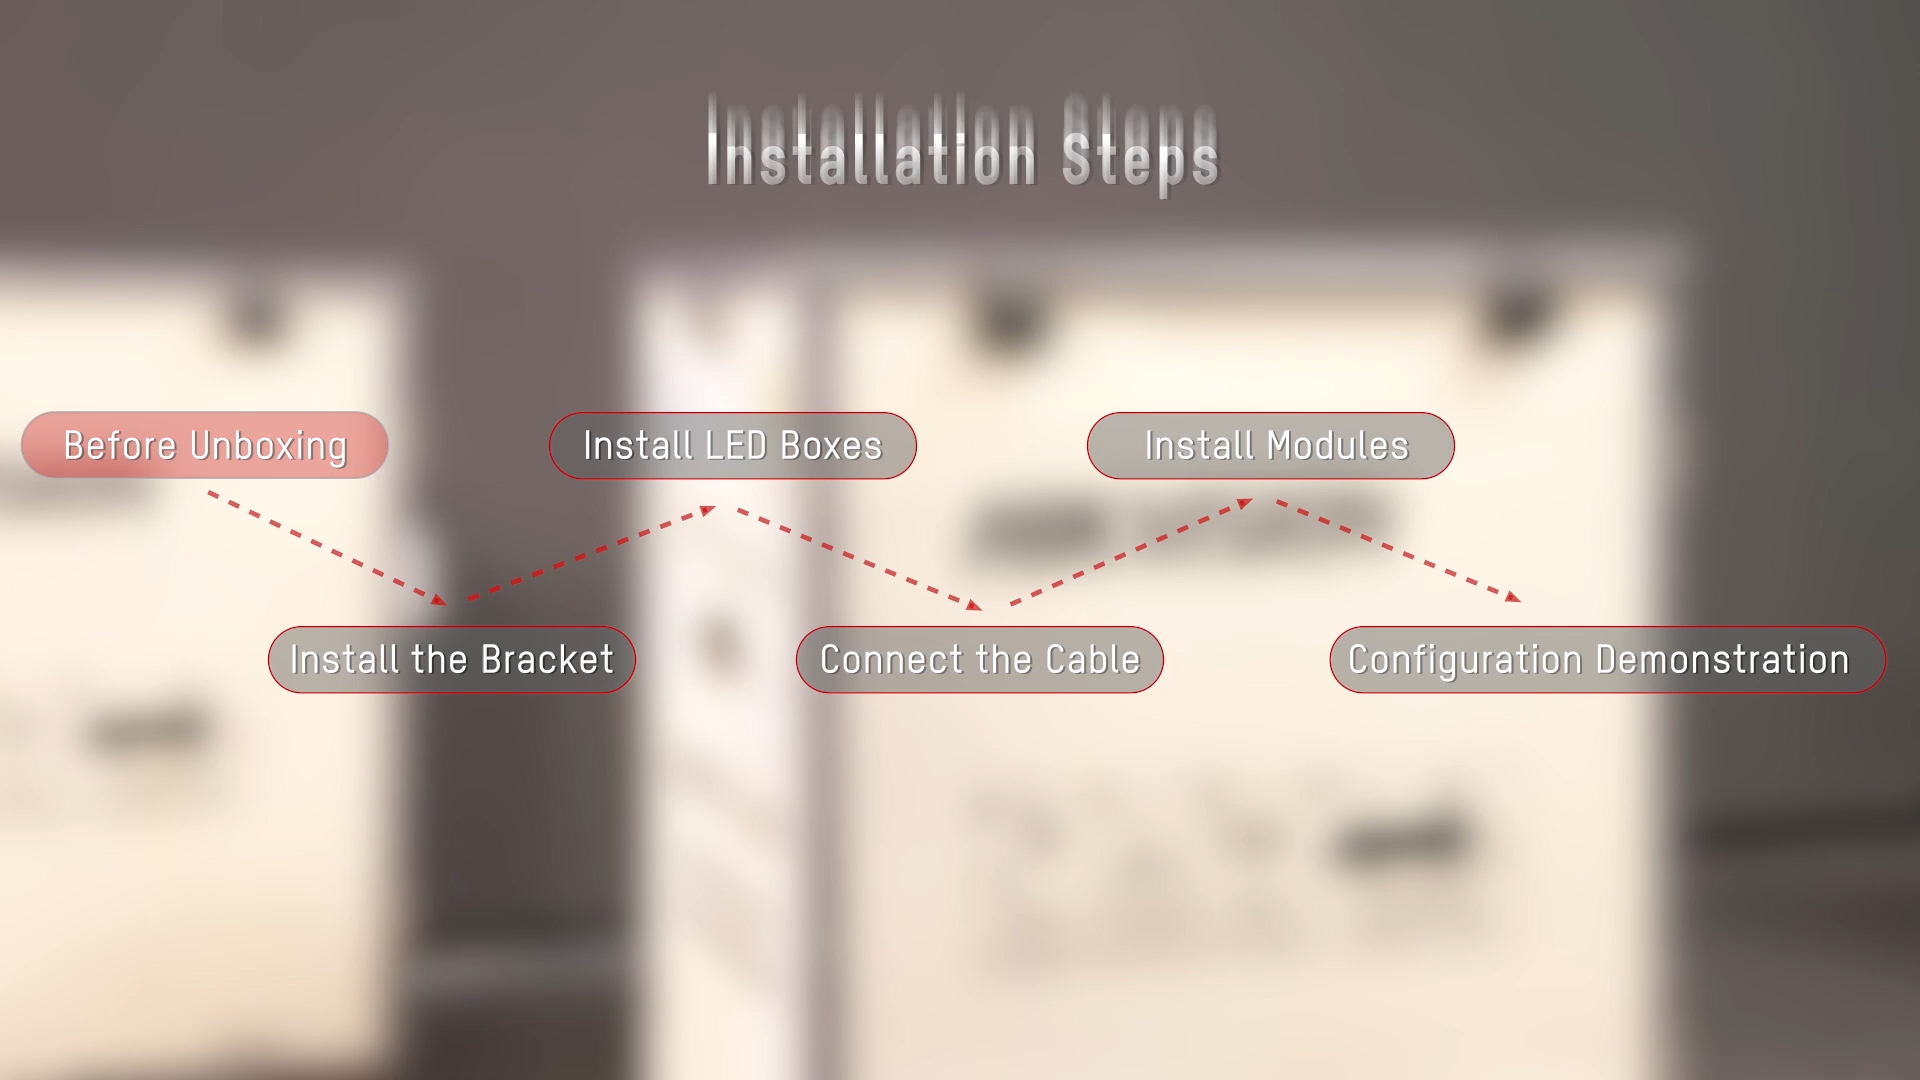 Installation Steps
Before Unboxing
Install the Bracket
Install LED Boxes
Connect the Cable
Install Modules
Configuration Demonstration